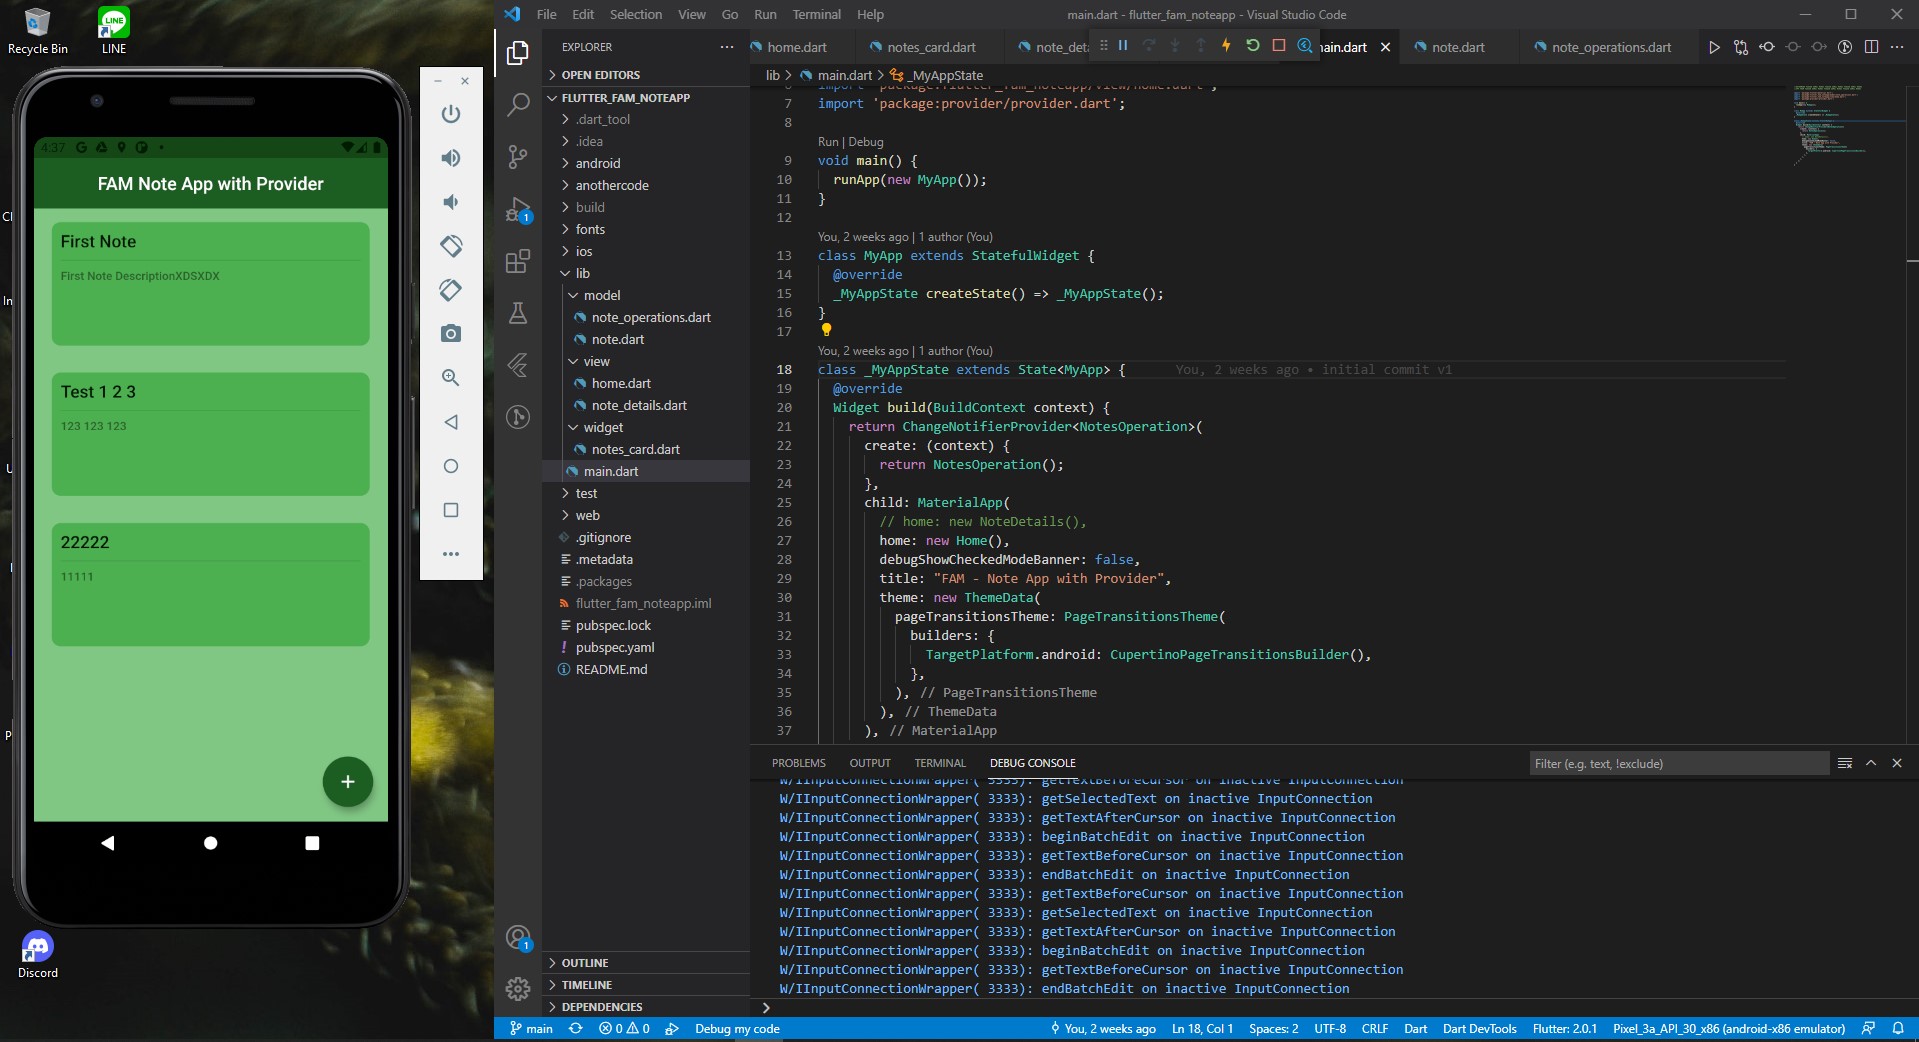 Recycle Bin
LINE
LINE
4:37
FAM Note App with Provider
First Note
First Note DescriptionXDSXDX
Test 1 2 3
123 123 123
22222
11111
Discord
File Edit Selection View Go Run Terminal Help
main.dart - flutter_fam_noteapp - Visual Studio Code
EXPLORER
OPEN EDITORS
FLUTTER_FAM_NOTEAPP
.dart_tool
.idea
android
anothercode
build
fonts
ios
lib
model
note_operations.dart
note.dart
view
home.dart
note_details.dart
widget
notes_card.dart
main.dart
test
web
.gitignore
.metadata
.packages
flutter_fam_noteapp.iml
pubspec.lock
pubspec.yaml
README.md
OUTLINE
TIMELINE
DEPENDENCIES
home.dart notes_card.dart note_deta main.dart note.dart note_operations.dart
lib > main.dart > _MyAppState
6 import 'package:flutter_fam_noteapp/view/home.dart';
7 import 'package:provider/provider.dart';
8
Run | Debug
9 void main() {
10 runApp(new MyApp());
11 }
12
You, 2 weeks ago | 1 author (You)
13 class MyApp extends StatefulWidget {
14 @override
15 _MyAppState createState() => _MyAppState();
16 }
17
You, 2 weeks ago | 1 author (You)
18 class _MyAppState extends State<MyApp> { You, 2 weeks ago • initial commit v1
19 @override
20 Widget build(BuildContext context) {
21 return ChangeNotifierProvider<NotesOperation>(
22 create: (context) {
23 return NotesOperation();
24 },
25 child: MaterialApp(
26 // home: new NoteDetails(),
27 home: new Home(),
28 debugShowCheckedModeBanner: false,
29 title: "FAM - Note App with Provider",
30 theme: new ThemeData(
31 pageTransitionsTheme: PageTransitionsTheme(
32 builders: {
33 TargetPlatform.android: CupertinoPageTransitionsBuilder(),
34 },
35 ), // PageTransitionsTheme
36 ), // ThemeData
37 ), // MaterialApp
PROBLEMS OUTPUT TERMINAL DEBUG CONSOLE
Filter (e.g. text, !exclude)
W/IInputConnectionWrapper( 3333): getTextBeforeCursor on inactive InputConnection
W/IInputConnectionWrapper( 3333): getSelectedText on inactive InputConnection
W/IInputConnectionWrapper( 3333): getTextAfterCursor on inactive InputConnection
W/IInputConnectionWrapper( 3333): beginBatchEdit on inactive InputConnection
W/IInputConnectionWrapper( 3333): getTextBeforeCursor on inactive InputConnection
W/IInputConnectionWrapper( 3333): endBatchEdit on inactive InputConnection
W/IInputConnectionWrapper( 3333): getTextBeforeCursor on inactive InputConnection
W/IInputConnectionWrapper( 3333): getSelectedText on inactive InputConnection
W/IInputConnectionWrapper( 3333): getTextAfterCursor on inactive InputConnection
W/IInputConnectionWrapper( 3333): beginBatchEdit on inactive InputConnection
W/IInputConnectionWrapper( 3333): getTextBeforeCursor on inactive InputConnection
W/IInputConnectionWrapper( 3333): endBatchEdit on inactive InputConnection
main 0 0 Debug my code You, 2 weeks ago Ln 18, Col 1 Spaces: 2 UTF-8 CRLF Dart Dart DevTools Flutter: 2.0.1 Pixel_3a_API_30_x86 (android-x86 emulator)